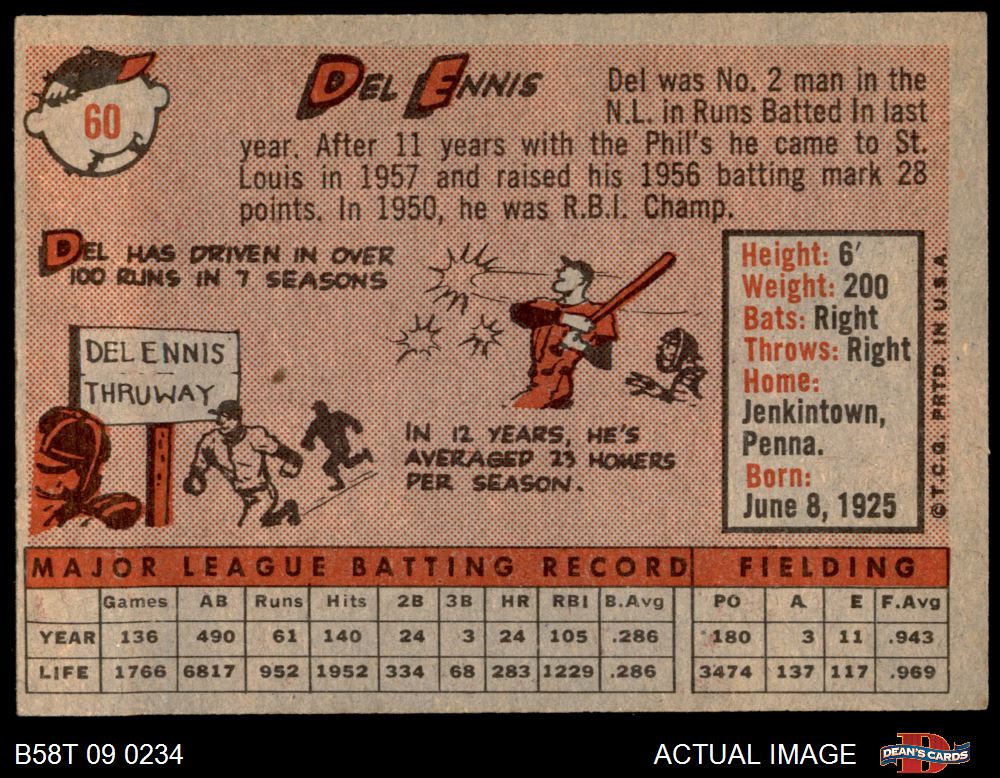 60
DEL ENNIS
Del was No. 2 man in the
N.L. in Runs Batted In last
year. After 11 years with the Phil's he came to St.
Louis in 1957 and raised his 1956 batting mark 28
points. In 1950, he was R.B.I. Champ.
DEL HAS DRIVEN IN OVER
100 RUNS IN 7 SEASONS
DEL ENNIS
THRUWAY
IN 12 YEARS, HE'S
AVERAGED 23 HOMERS
PER SEASON.
Height: 6'
Weight: 200
Bats: Right
Throws: Right
Home:
Jenkintown,
Penna.
Born:
June 8, 1925
© T.C.G. PRTD. IN U.S.A.
MAJOR LEAGUE BATTING RECORD FIELDING
Games AB Runs Hits 2B 3B HR RBI B.Avg PO A E F.Avg
YEAR 136 490 61 140 24 3 24 105 .286 180 3 11 .943
LIFE 1766 6817 952 1952 334 68 283 1229 .286 3474 137 117 .969
B58T 09 0234 ACTUAL IMAGE DEAN'S CARDS